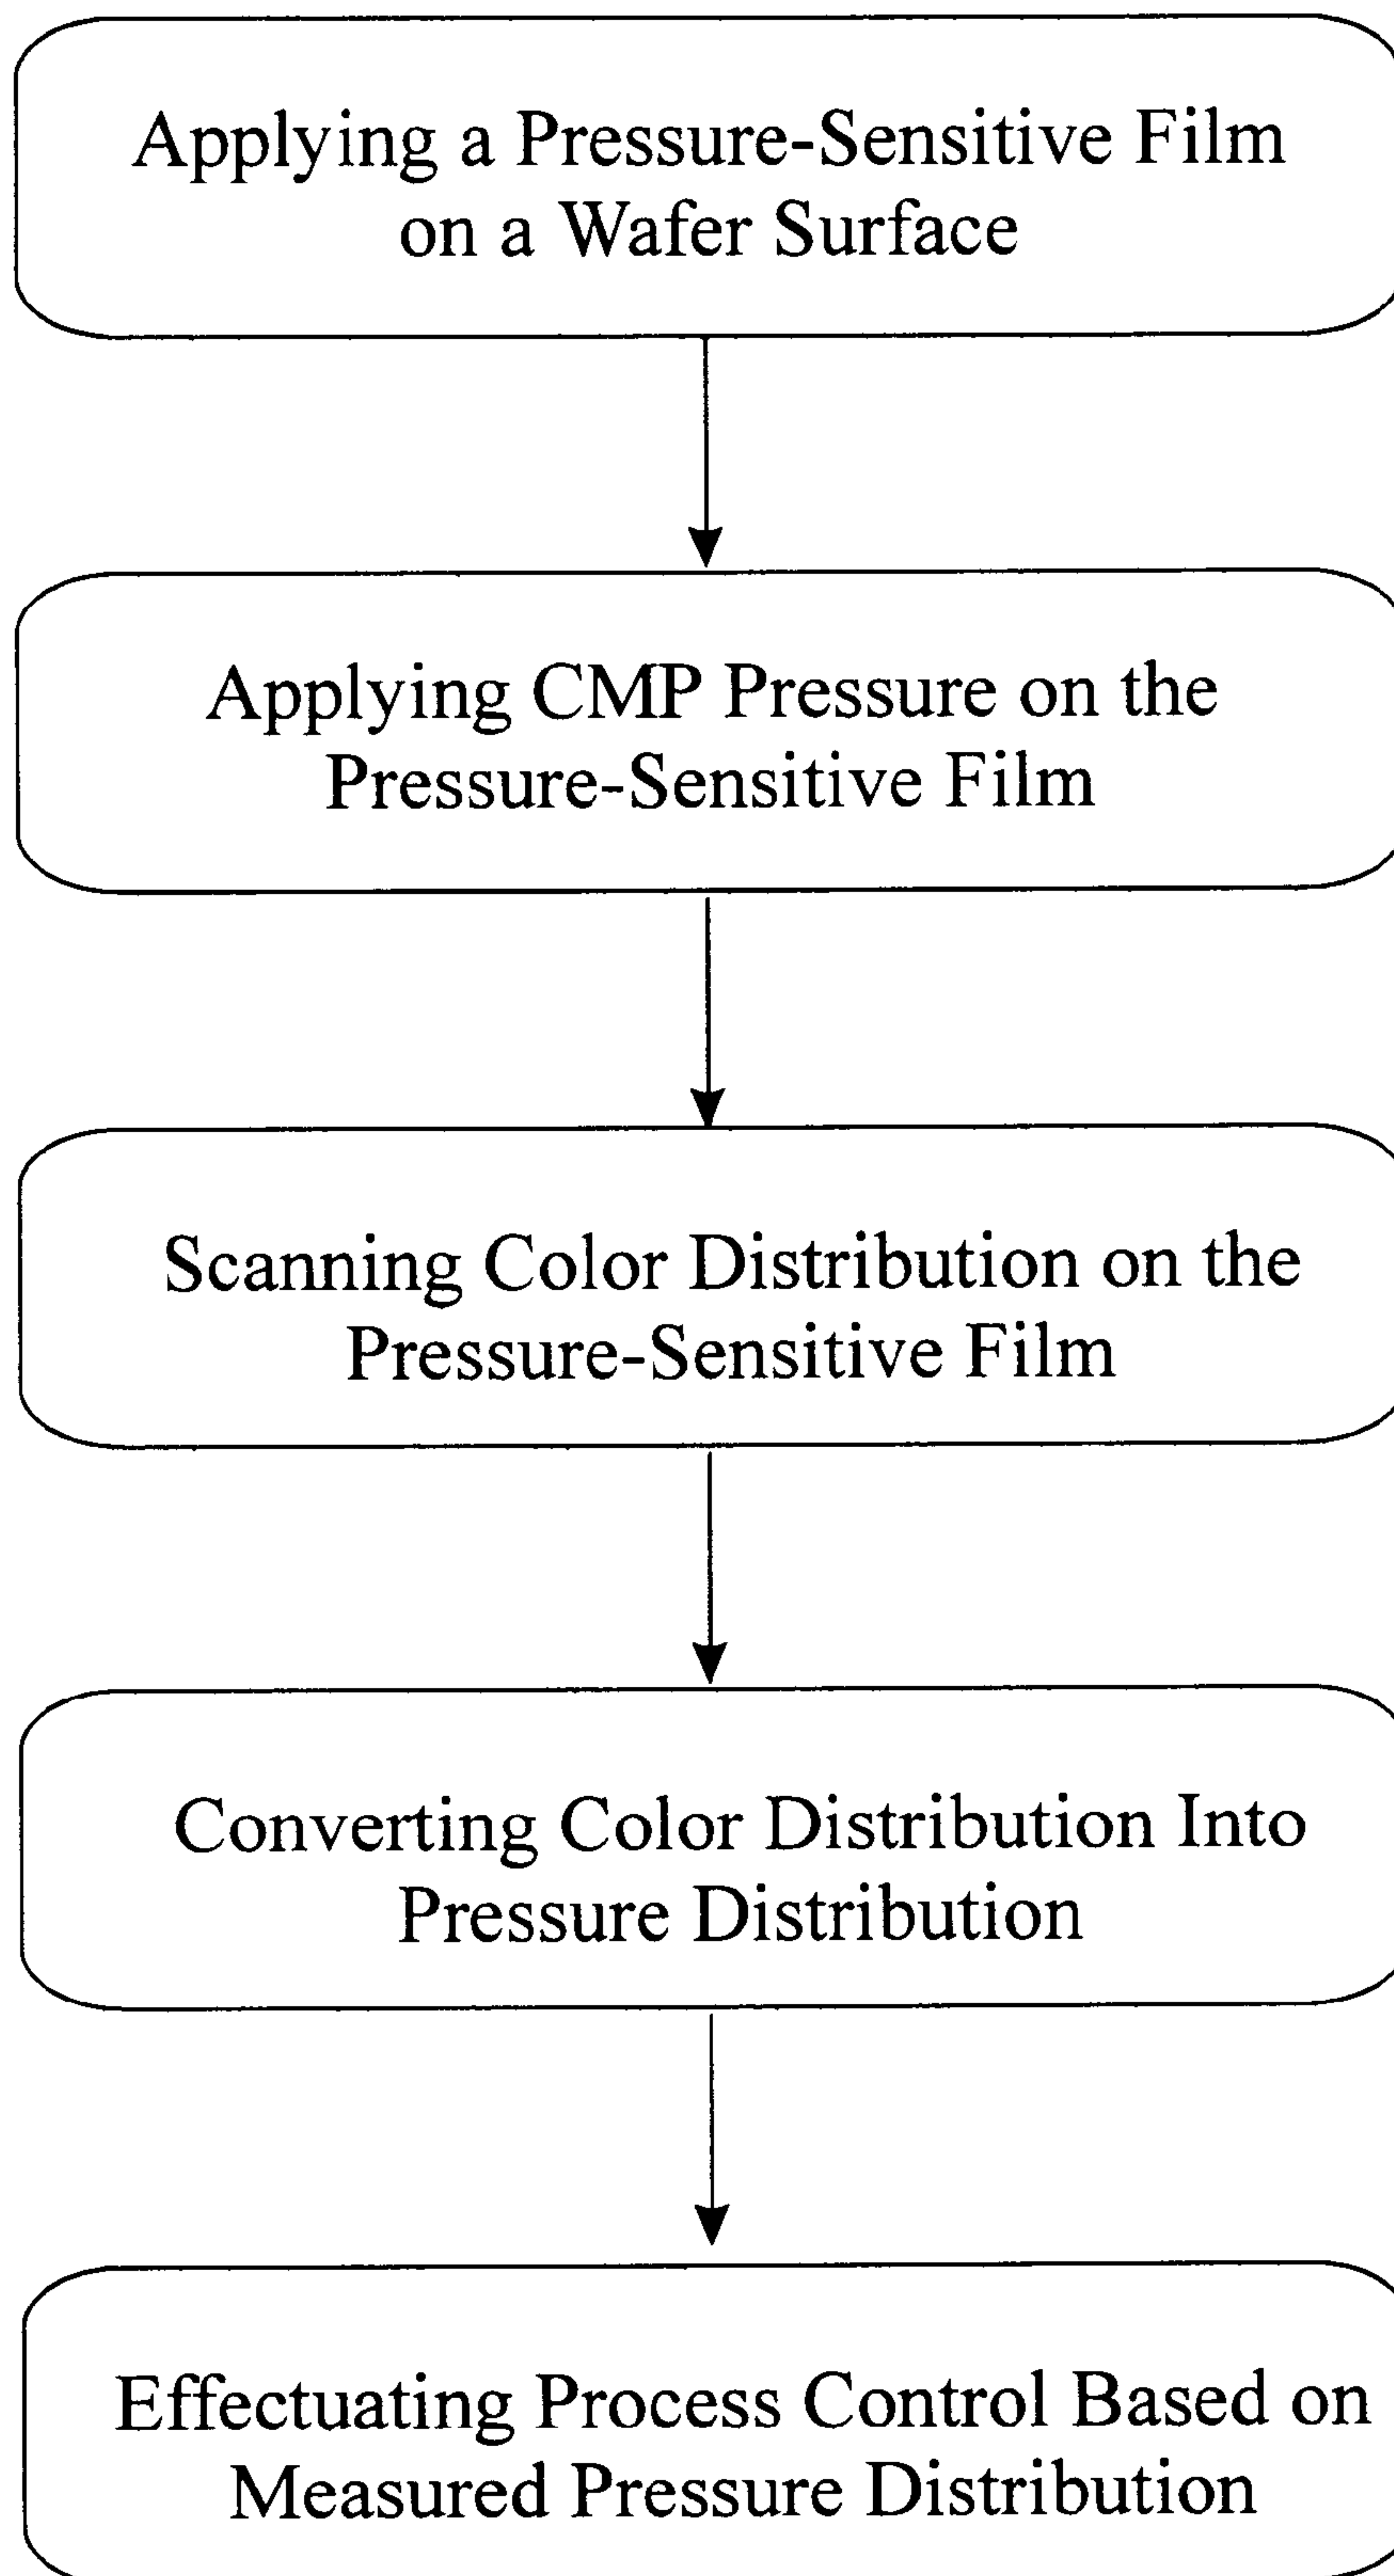 Applying a Pressure-Sensitive Film
on a Wafer Surface
Applying CMP Pressure on the
Pressure-Sensitive Film
Scanning Color Distribution on the
Pressure-Sensitive Film
Converting Color Distribution Into
Pressure Distribution
Effectuating Process Control Based on
Measured Pressure Distribution